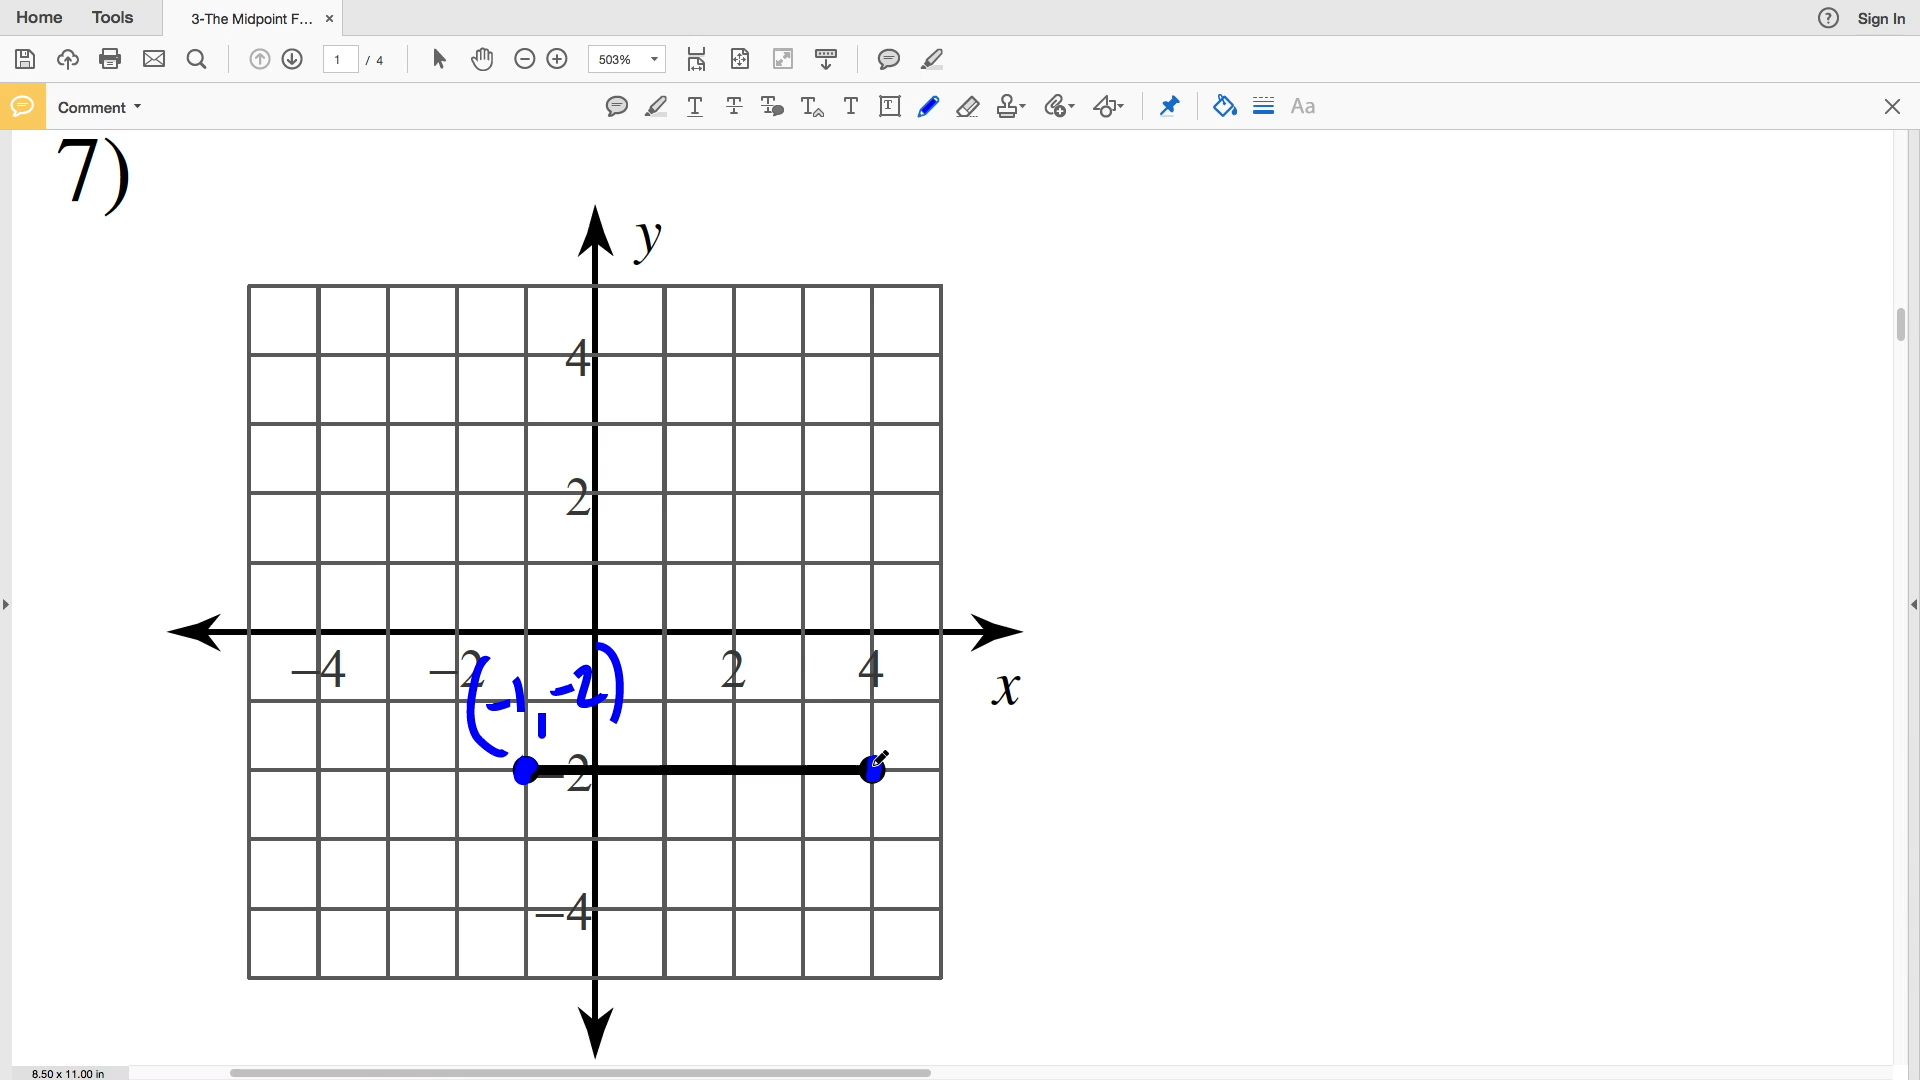 Home Tools 3-The Midpoint F... × ? Sign In
1 / 4 503%
Comment T T T T T T Aa
7)
y
4
2
−4 −2 2 4
x
(-1, -2)
−2
−4
8.50 x 11.00 in